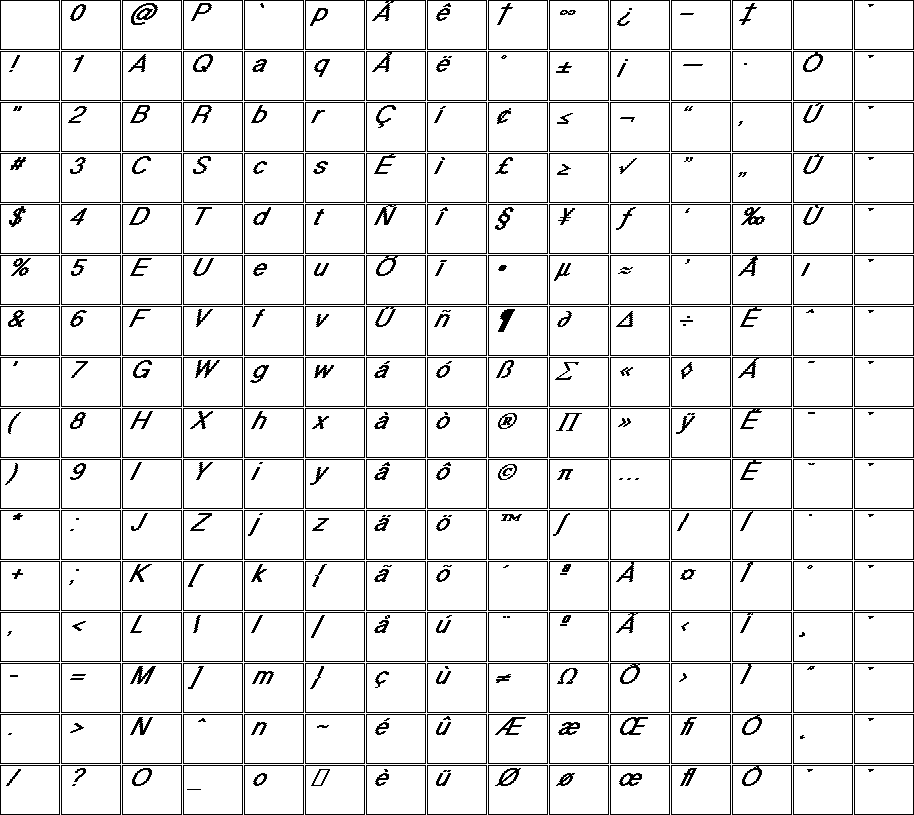 0 @ P ` p Ä ê † ∞ ¿ – ‡ ˇ
! 1 A Q a q Å ë ° ± ¡ — · Ò ˇ
" 2 B R b r Ç í ¢ ≤ ¬ “ ‚ Ú ˇ
# 3 C S c s É ì £ ≥ √ ” „ Û ˇ
$ 4 D T d t Ñ î § ¥ ƒ ‘ ‰ Ù ˇ
% 5 E U e u Ö ï • µ ≈ ’ Â ı ˇ
& 6 F V f v Ü ñ ¶ ∂ ∆ ÷ Ê ˆ ˇ
' 7 G W g w á ó ß ∑ « ◊ Á ˜ ˇ
( 8 H X h x à ò ® ∏ » ÿ Ë ¯ ˇ
) 9 I Y i y â ô © π … È ˘ ˇ
* : J Z j z ä ö ™ ∫ / Í ˙ ˇ
+ ; K [ k { ã õ ´ ª À ¤ Î ˚ ˇ
, < L \ l | å ú ¨ º Ã ‹ Ï ¸ ˇ
- = M ] m } ç ù ≠ Ω Õ › Ì ˝ ˇ
. > N ^ n ~ é û Æ æ Œ ﬁ Ó ˛ ˇ
/ ? O _ o è ü Ø ø œ ﬂ Ô ˇ ˇ